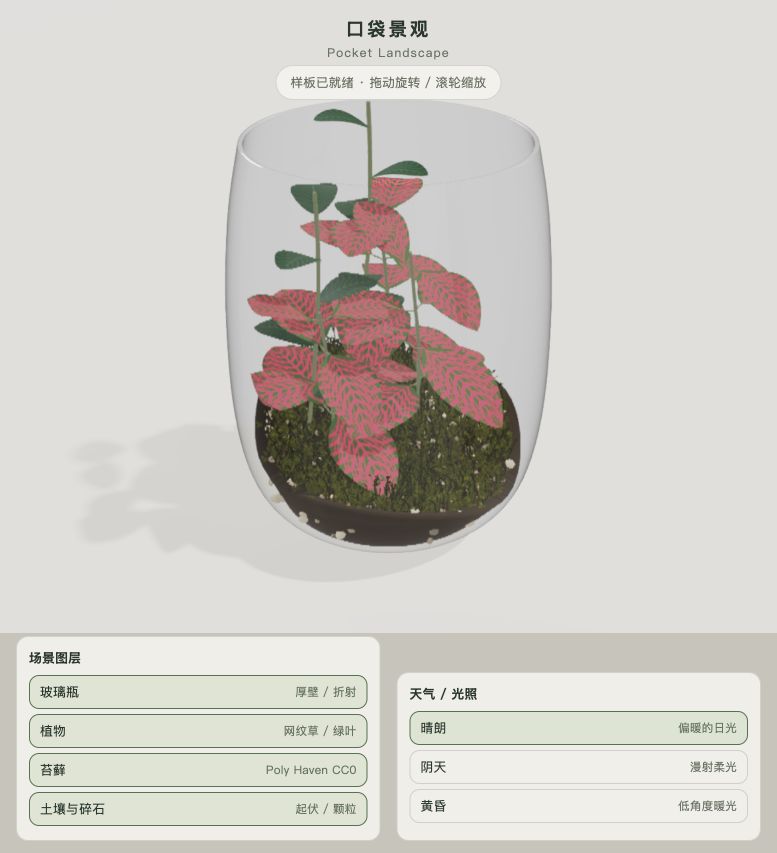 口袋景观
Pocket Landscape
样板已就绪 · 拖动旋转 / 滚轮缩放
场景图层
玻璃瓶 厚壁 / 折射
植物 网纹草 / 绿叶
苔藓 Poly Haven CC0
土壤与碎石 起伏 / 颗粒
天气 / 光照
晴朗 偏暖的日光
阴天 漫射柔光
黄昏 低角度暖光